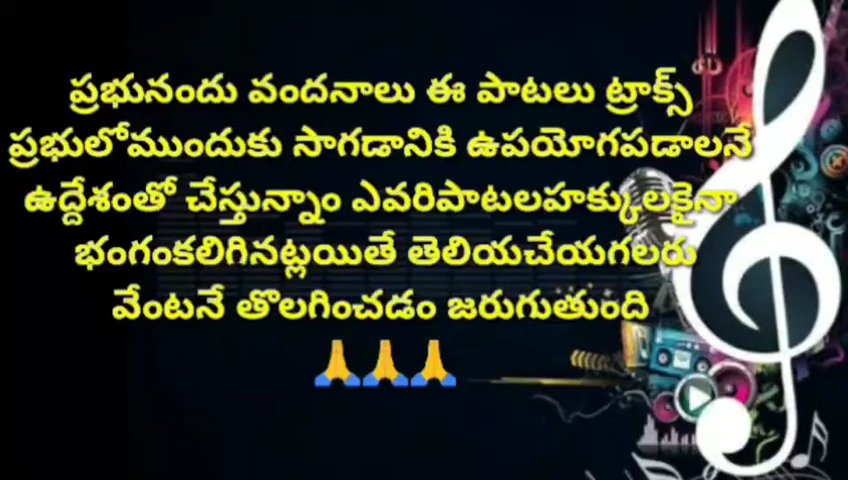 ప్రభునందు వందనాలు ఈ పాటలు ట్రాక్స్
ప్రభులోముందుకు సాగడానికి ఉపయోగపడాలనే
ఉద్దేశంతో చేస్తున్నాం ఎవరిపాటలహక్కులకైనా
భంగంకలిగినట్లయితే తెలియచేయగలరు
వేంటనే తొలగించడం జరుగుతుంది
🙏🙏🙏